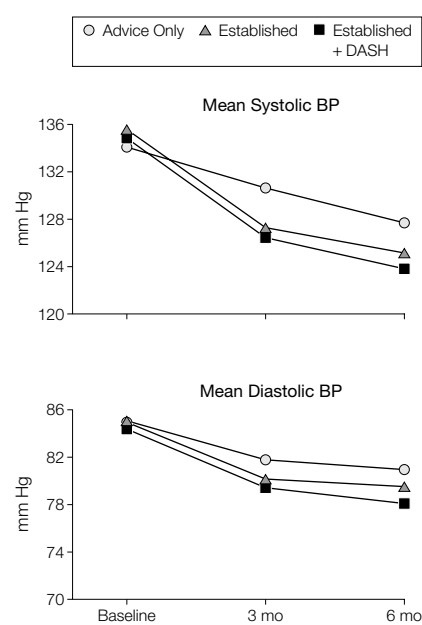 Advice Only Established Established
+ DASH
Mean Systolic BP
136
132
128
124
120
mm Hg
Mean Diastolic BP
86
82
78
74
70
mm Hg
Baseline 3 mo 6 mo